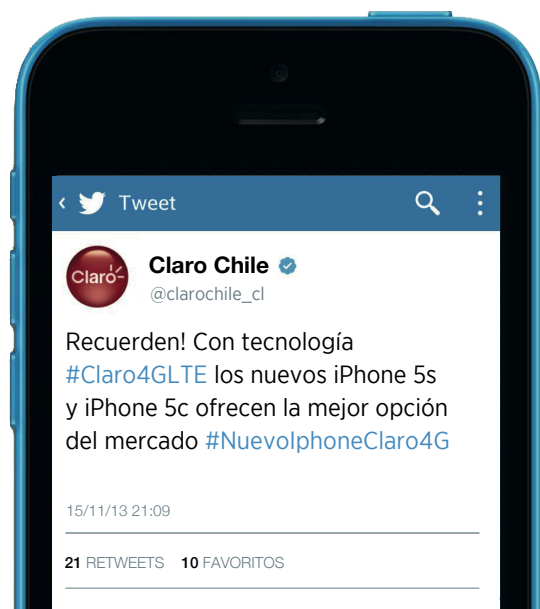 Tweet
Claro
Claro Chile
@clarochile_cl
Recuerden! Con tecnología
#Claro4GLTE los nuevos iPhone 5s
y iPhone 5c ofrecen la mejor opción
del mercado #NuevoIphoneClaro4G
15/11/13 21:09
21 RETWEETS 10 FAVORITOS